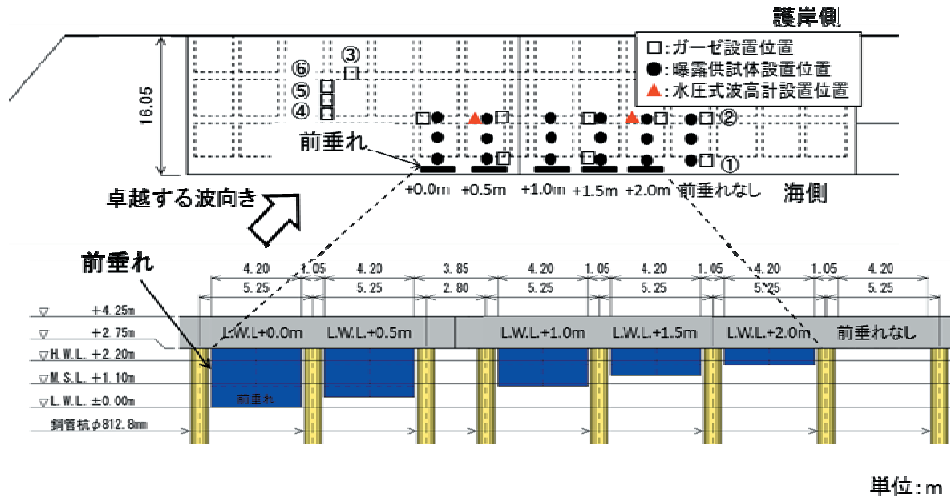 護岸側
□:ガーゼ設置位置
●:曝露供試体設置位置
▲:水圧式波高計設置位置
③
⑥
⑤
④
16.05
前垂れ
②
①
+0.0m +0.5m +1.0m +1.5m +2.0m 前垂れなし
海側
卓越する波向き
前垂れ
4.20 1.05 4.20 3.85 4.20 1.05 4.20 1.05 4.20 1.05 4.20
5.25 5.25 2.80 5.25 5.25 5.25 5.25
▽ +4.25m
▽ +2.75m
L.W.L+0.0m L.W.L+0.5m L.W.L+1.0m L.W.L+1.5m L.W.L+2.0m 前垂れなし
▽H.W.L. +2.20m
▽M.S.L. +1.10m
▽L.W.L. ±0.00m
前垂れ
鋼管杭φ812.8mm
単位:m